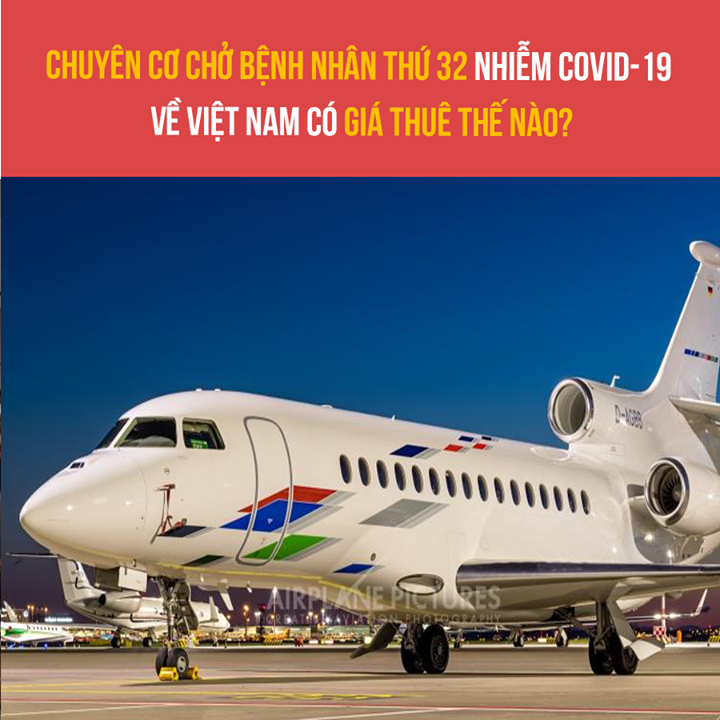 CHUYÊN CƠ CHỞ BỆNH NHÂN THỨ 32 NHIỄM COVID-19
VỀ VIỆT NAM CÓ GIÁ THUÊ THẾ NÀO?
D-AGBB
AIRPLANE PICTURES